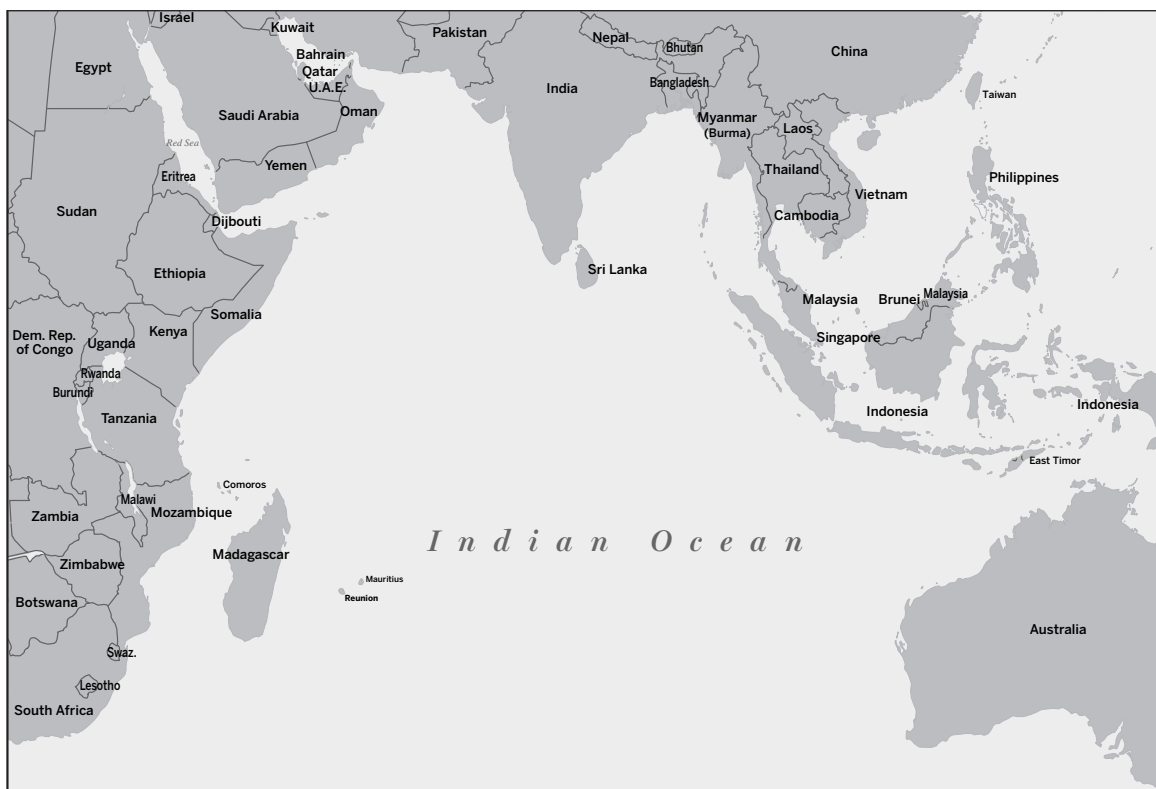 Israel
Kuwait
Pakistan
Nepal
Bhutan
China
Egypt
Bahrain
Qatar
U.A.E.
India
Bangladesh
Taiwan
Saudi Arabia
Oman
Myanmar
(Burma)
Laos
Red Sea
Yemen
Eritrea
Thailand
Philippines
Vietnam
Sudan
Djibouti
Cambodia
Ethiopia
Sri Lanka
Malaysia
Brunei
Malaysia
Somalia
Kenya
Dem. Rep.
of Congo
Uganda
Singapore
Rwanda
Burundi
Tanzania
Indonesia
Indonesia
East Timor
Comoros
Malawi
Zambia
Mozambique
Madagascar
Indian Ocean
Zimbabwe
Mauritius
Reunion
Botswana
Australia
Swaz.
Lesotho
South Africa